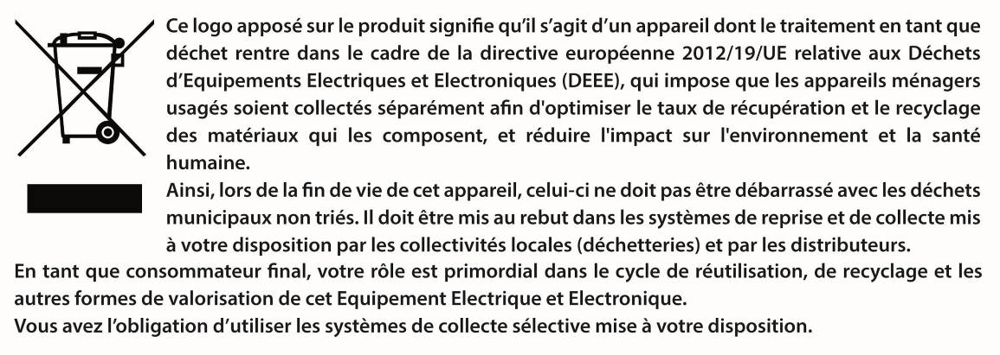 Ce logo apposé sur le produit signifie qu’il s’agit d’un appareil dont le traitement en tant que
déchet rentre dans le cadre de la directive européenne 2012/19/UE relative aux Déchets
d’Equipements Electriques et Electroniques (DEEE), qui impose que les appareils ménagers
usagés soient collectés séparément afin d'optimiser le taux de récupération et le recyclage
des matériaux qui les composent, et réduire l'impact sur l'environnement et la santé
humaine.
Ainsi, lors de la fin de vie de cet appareil, celui-ci ne doit pas être débarrassé avec les déchets
municipaux non triés. Il doit être mis au rebut dans les systèmes de reprise et de collecte mis
à votre disposition par les collectivités locales (déchetteries) et par les distributeurs.
En tant que consommateur final, votre rôle est primordial dans le cycle de réutilisation, de recyclage et les
autres formes de valorisation de cet Equipement Electrique et Electronique.
Vous avez l’obligation d’utiliser les systèmes de collecte sélective mise à votre disposition.